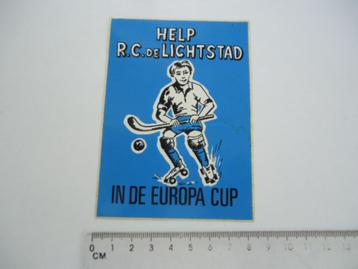 HELP
R.C. DE LICHTSTAD
IN DE EUROPA CUP
0 1 2 3 4 5 6 7 8 9 10 11 12 13 14
CM